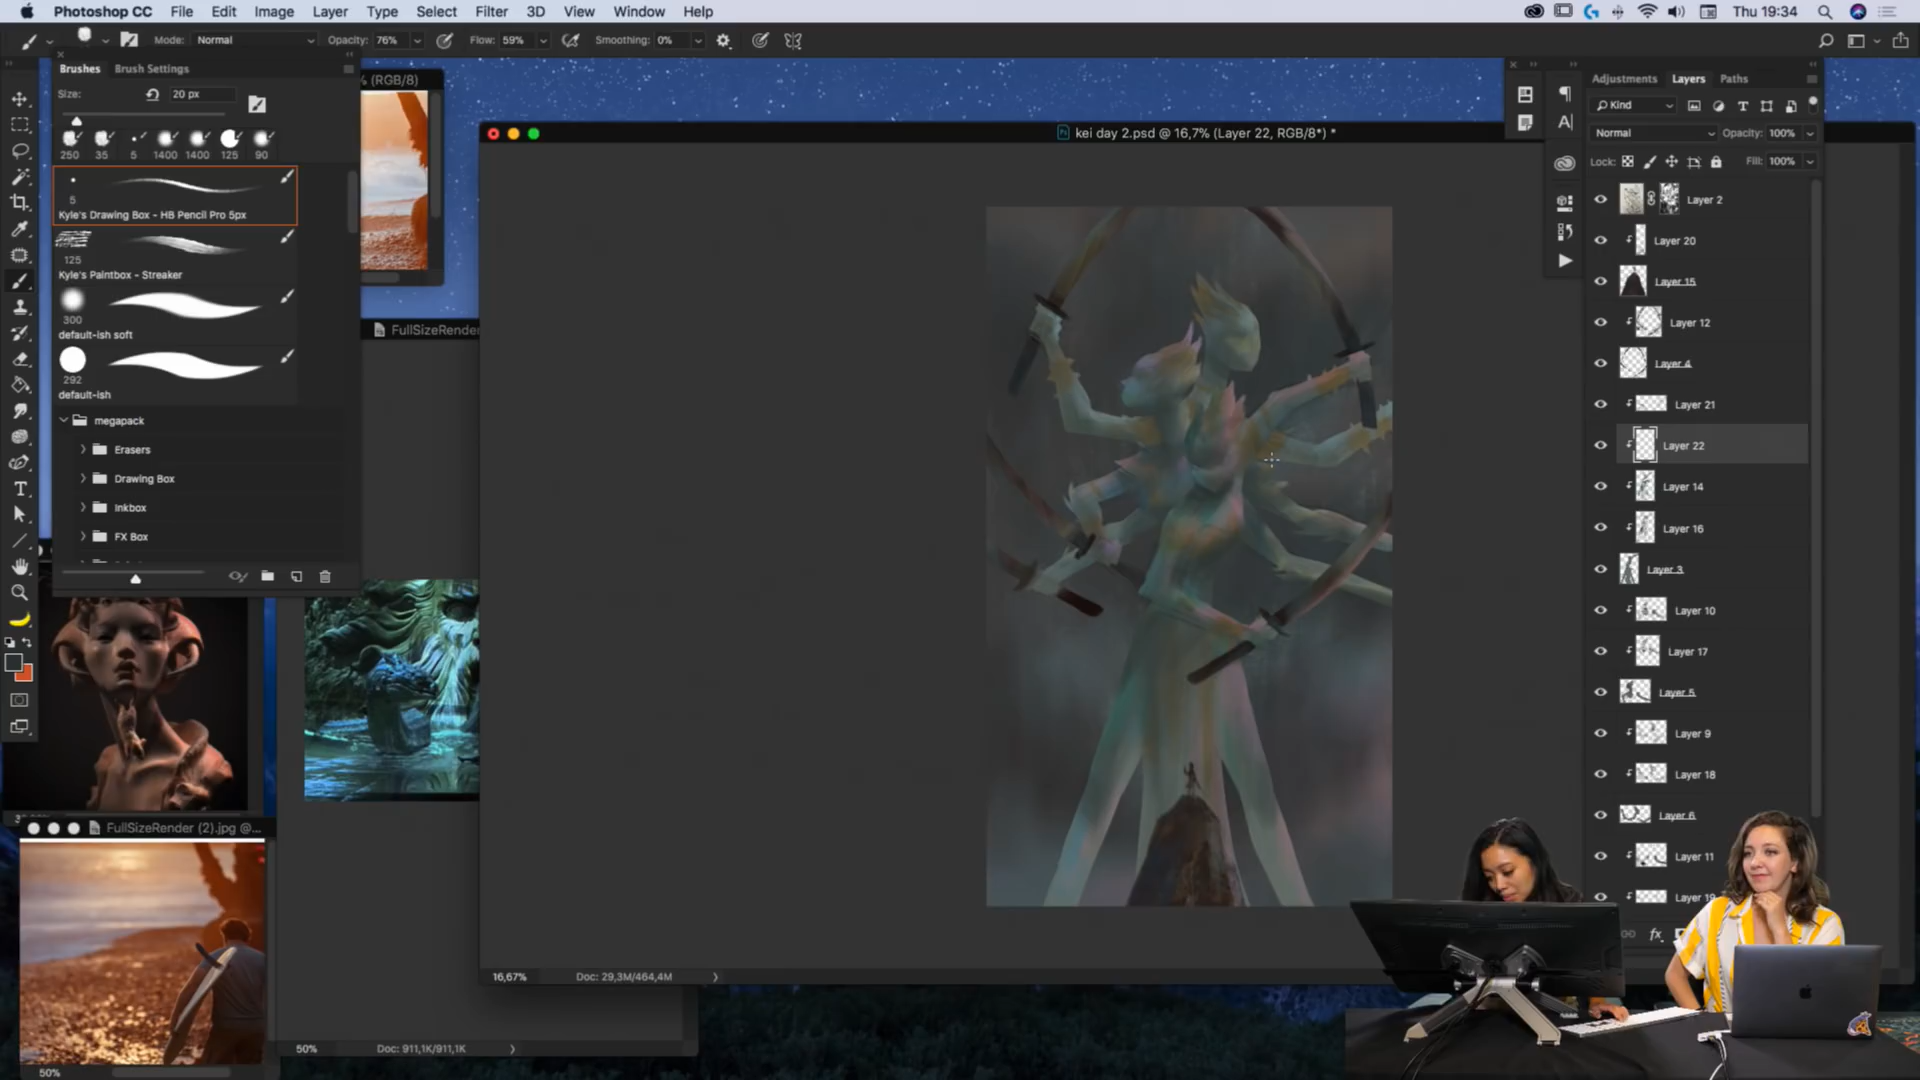 Photoshop CC File Edit Image Layer Type Select Filter 3D View Window Help Thu 19:34
Mode: Normal Opacity: 76% Flow: 59% Smoothing: 0%
Brushes Brush Settings
Size: 20 px
250 35 5 1400 1400 125 90
5
Kyle's Drawing Box - HB Pencil Pro 5px
125
Kyle's Paintbox - Streaker
300
default-ish soft
292
default-ish
megapack
Erasers
Drawing Box
Inkbox
FX Box
% (RGB/8)
FullSizeRender
kei day 2.psd @ 16,7% (Layer 22, RGB/8*) *
16,67% Doc: 29,3M/464,4M
50% Doc: 911,1K/911,1K
FullSizeRender (2).jpg @...
50%
Adjustments Layers Paths
Kind
Normal Opacity: 100%
Lock: Fill: 100%
Layer 2
Layer 20
Layer 15
Layer 12
Layer 4
Layer 21
Layer 22
Layer 14
Layer 16
Layer 3
Layer 10
Layer 17
Layer 5
Layer 9
Layer 18
Layer 6
Layer 11
Layer 19
fx